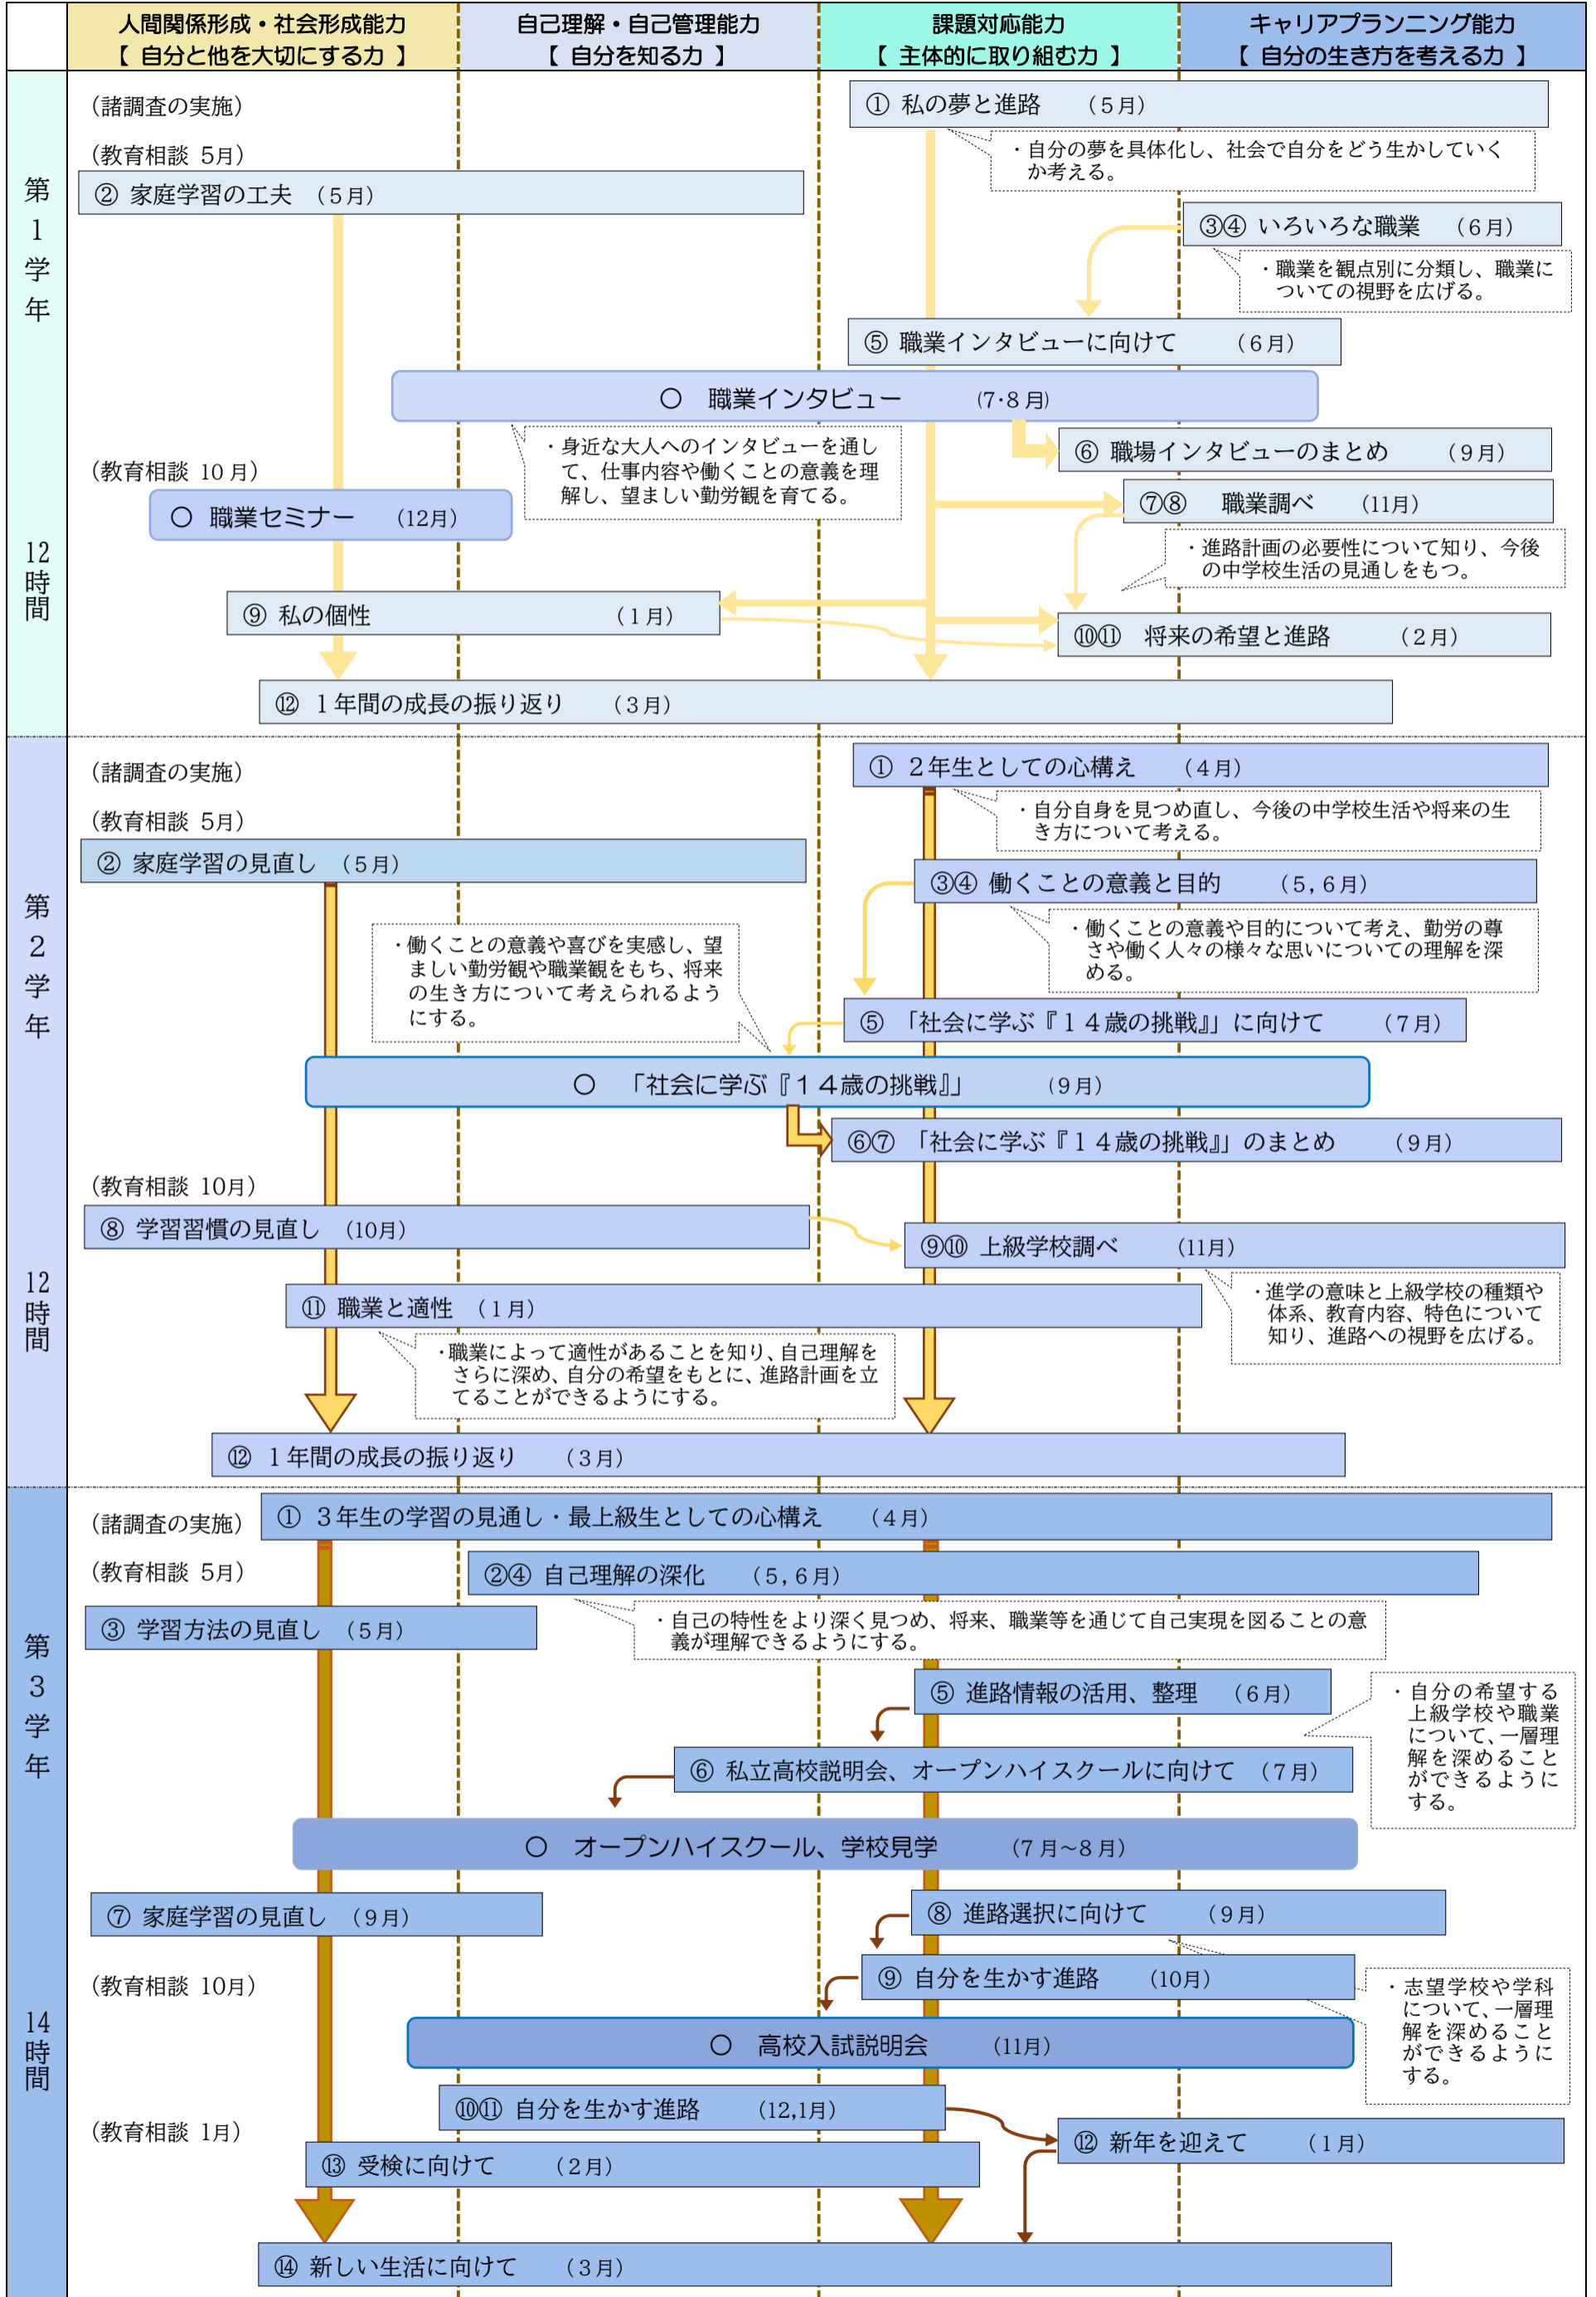 人間関係形成・社会形成能力
【 自分と他を大切にする力 】
自己理解・自己管理能力
【 自分を知る力 】
課題対応能力
【 主体的に取り組む力 】
キャリアプランニング能力
【 自分の生き方を考える力 】
第1学年
12時間
（諸調査の実施）
① 私の夢と進路 （５月）
・自分の夢を具体化し、社会で自分をどう生かしていく
か考える。
（教育相談 5月）
② 家庭学習の工夫 （５月）
③④ いろいろな職業 （６月）
・職業を観点別に分類し、職業に
ついての視野を広げる。
⑤ 職業インタビューに向けて （６月）
○ 職業インタビュー （7・8 月）
・身近な大人へのインタビューを通し
て、仕事内容や働くことの意義を理
解し、望ましい勤労観を育てる。
⑥ 職場インタビューのまとめ （９月）
（教育相談 10 月）
⑦⑧ 職業調べ （11月）
○ 職業セミナー （12月）
・進路計画の必要性について知り、今後
の中学校生活の見通しをもつ。
⑨ 私の個性 （１月）
⑩⑪ 将来の希望と進路 （２月）
⑫ １年間の成長の振り返り （３月）
第2学年
12時間
（諸調査の実施）
① ２年生としての心構え （４月）
・自分自身を見つめ直し、今後の中学校生活や将来の生
き方について考える。
（教育相談 5月）
② 家庭学習の見直し （５月）
③④ 働くことの意義と目的 （５, ６月）
・働くことの意義や目的について考え、勤労の尊
さや働く人々の様々な思いについての理解を深
める。
・働くことの意義や喜びを実感し、望
ましい勤労観や職業観をもち、将来
の生き方について考えられるよう
にする。
⑤ 「社会に学ぶ『１４歳の挑戦』」に向けて （７月）
○ 「社会に学ぶ『１４歳の挑戦』」 （９月）
⑥⑦ 「社会に学ぶ『１４歳の挑戦』」のまとめ （９月）
（教育相談 10月）
⑧ 学習習慣の見直し （10月）
⑨⑩ 上級学校調べ （11月）
・進学の意味と上級学校の種類や
体系、教育内容、特色について
知り、進路への視野を広げる。
⑪ 職業と適性 （１月）
・職業によって適性があることを知り、自己理解を
さらに深め、自分の希望をもとに、進路計画を立
てることができるようにする。
⑫ １年間の成長の振り返り （３月）
第3学年
14時間
（諸調査の実施）
① ３年生の学習の見通し・最上級生としての心構え （４月）
（教育相談 5月）
②④ 自己理解の深化 （５, ６月）
・自己の特性をより深く見つめ、将来、職業等を通じて自己実現を図ることの意
義が理解できるようにする。
③ 学習方法の見直し （５月）
⑤ 進路情報の活用、整理 （６月）
・自分の希望する
上級学校や職業
について、一層理
解を深めること
ができるように
する。
⑥ 私立高校説明会、オープンハイスクールに向けて （７月）
○ オープンハイスクール、学校見学 （７月～８月）
⑦ 家庭学習の見直し （９月）
⑧ 進路選択に向けて （９月）
⑨ 自分を生かす進路 （10月）
（教育相談 10月）
・志望学校や学科
について、一層理
解を深めること
ができるように
する。
○ 高校入試説明会 （11月）
⑩⑪ 自分を生かす進路 （12,1月）
（教育相談 1月）
⑫ 新年を迎えて （１月）
⑬ 受検に向けて （２月）
⑭ 新しい生活に向けて （３月）